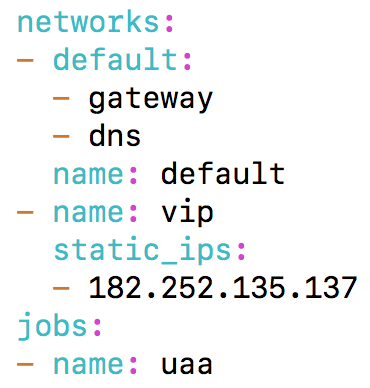 networks:
- default:
  - gateway
  - dns
  name: default
- name: vip
  static_ips:
  - 182.252.135.137
jobs:
- name: uaa